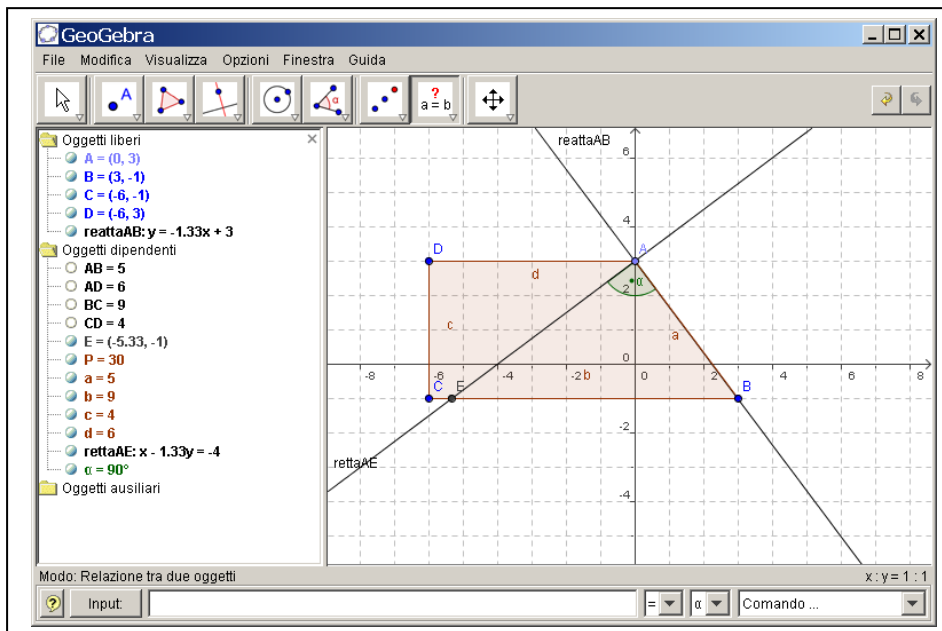 GeoGebra
File Modifica Visualizza Opzioni Finestra Guida
A
α
?
a = b
Oggetti liberi
A = (0, 3)
B = (3, -1)
C = (-6, -1)
D = (-6, 3)
reattaAB: y = -1.33x + 3
Oggetti dipendenti
AB = 5
AD = 6
BC = 9
CD = 4
E = (-5.33, -1)
P = 30
a = 5
b = 9
c = 4
d = 6
rettaAE: x - 1.33y = -4
α = 90°
Oggetti ausiliari
reattaAB
6
4
D
A
d
2
α
c
a
0
-8 -6 -4 -2 b 0 2 4 6 8
C E B
-2
rettaAE
-4
Modo: Relazione tra due oggetti
x : y = 1 : 1
? Input: = α Comando ...